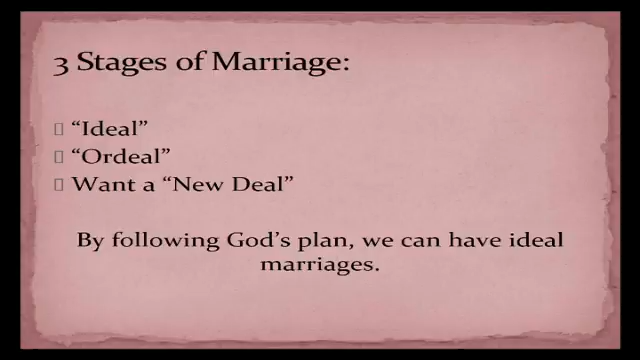 3 Stages of Marriage:
“Ideal”
“Ordeal”
Want a “New Deal”
By following God’s plan, we can have ideal
marriages.